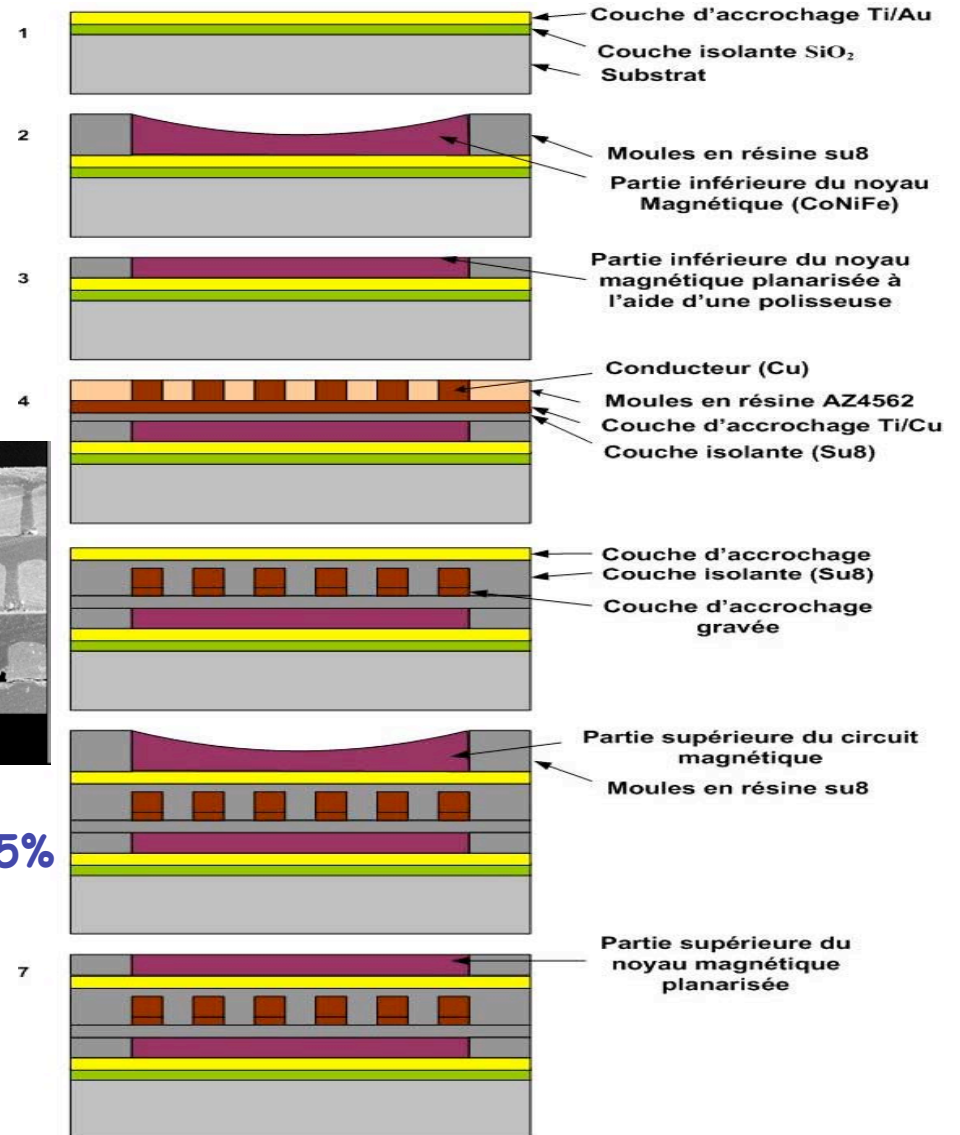 1
Couche d'accrochage Ti/Au
Couche isolante SiO₂
Substrat
2
Moules en résine su8
Partie inférieure du noyau
Magnétique (CoNiFe)
3
Partie inférieure du noyau
magnétique planarisée à
l'aide d'une polisseuse
4
Conducteur (Cu)
Moules en résine AZ4562
Couche d'accrochage Ti/Cu
Couche isolante (Su8)
Couche d'accrochage
Couche isolante (Su8)
Couche d'accrochage
gravée
Partie supérieure du circuit
magnétique
Moules en résine su8
5%
7
Partie supérieure du
noyau magnétique
planarisée